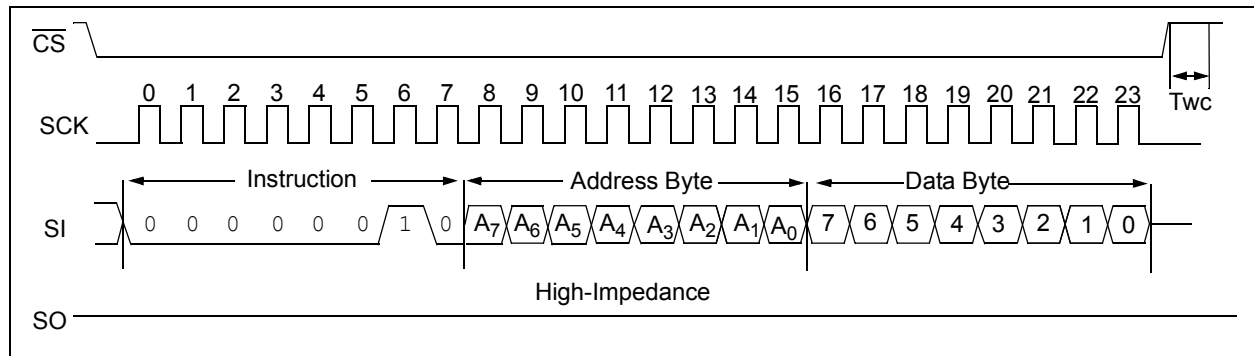 CS
0 1 2 3 4 5 6 7 8 9 10 11 12 13 14 15 16 17 18 19 20 21 22 23
Twc
SCK
Instruction Address Byte Data Byte
SI 0 0 0 0 0 0 1 0 A7 A6 A5 A4 A3 A2 A1 A0 7 6 5 4 3 2 1 0
High-Impedance
SO